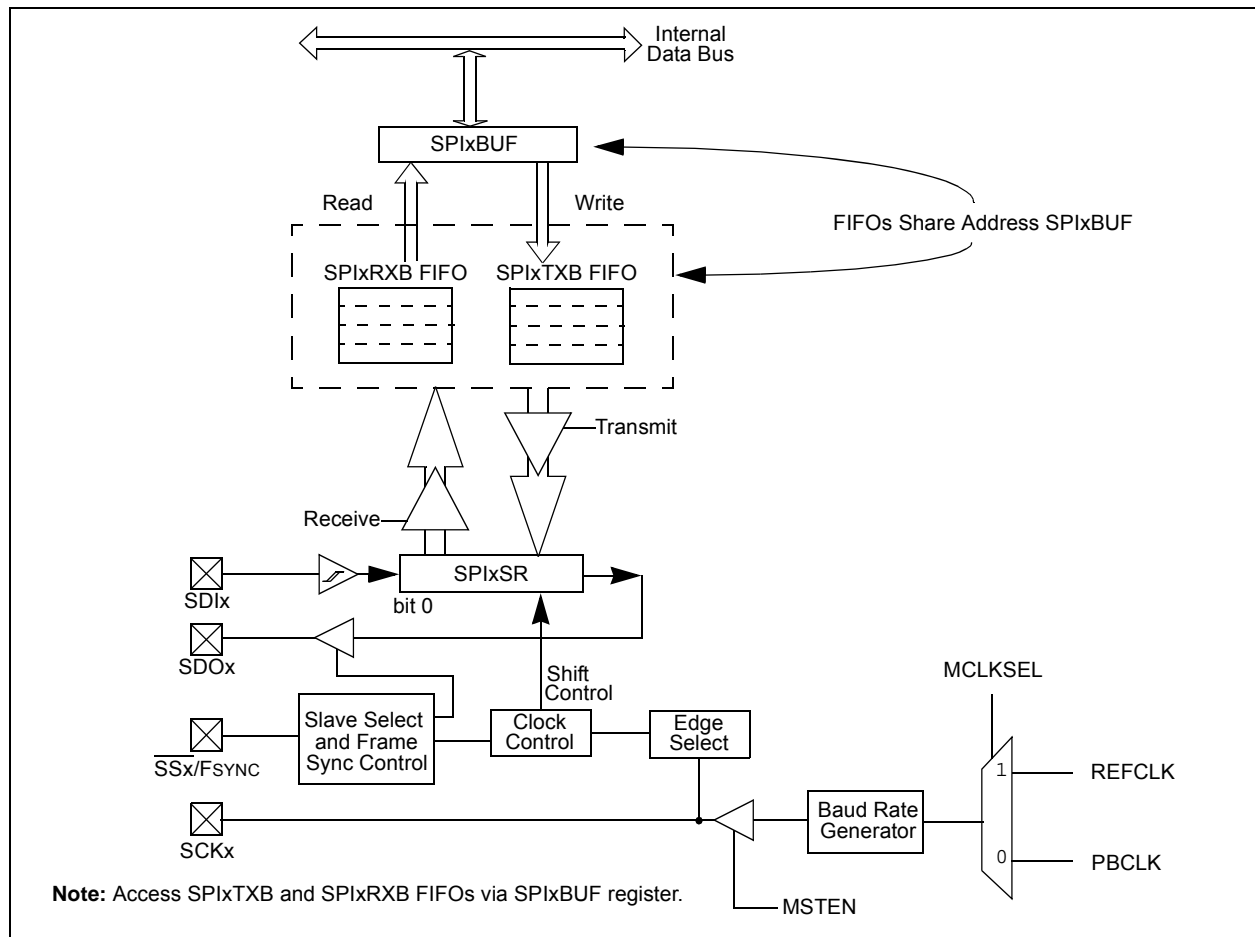 Internal
Data Bus
SPIxBUF
Read
Write
FIFOs Share Address SPIxBUF
SPIxRXB FIFO
SPIxTXB FIFO
Transmit
Receive
SPIxSR
SDIx
bit 0
SDOx
Shift
Control
MCLKSEL
Slave Select
and Frame
Sync Control
Clock
Control
Edge
Select
SSx/FSYNC
1
REFCLK
Baud Rate
Generator
SCKx
0
PBCLK
Note: Access SPIxTXB and SPIxRXB FIFOs via SPIxBUF register.
MSTEN